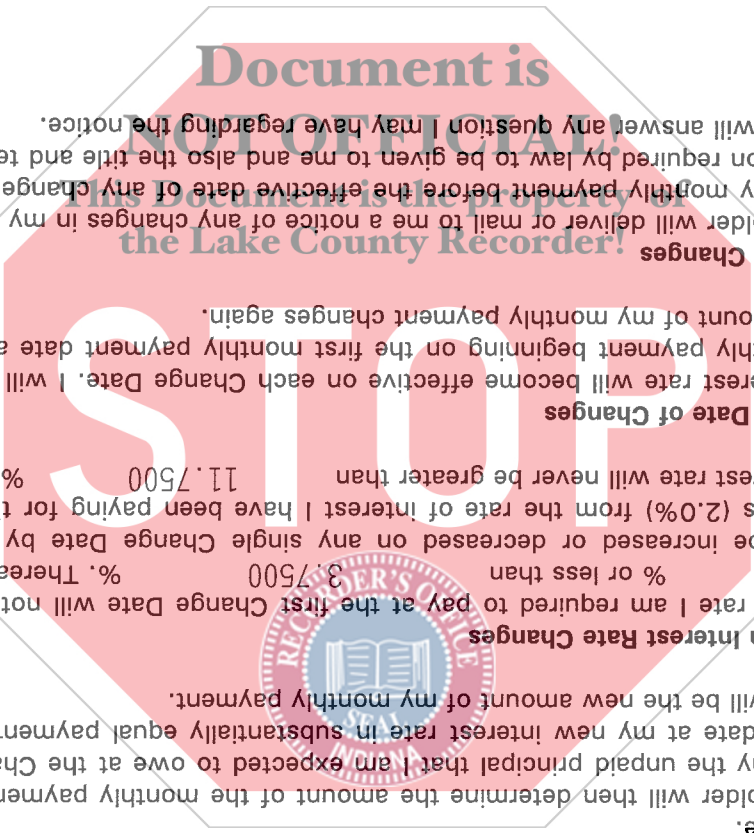 Document is
NOT OFFICIAL!
This Document is the property of
the Lake County Recorder!
STOP
RECORDER'S OFFICE
SEAL
INDIANA
e.
older will then determine the amount of the monthly paymen
y the unpaid principal that I am expected to owe at the Cha
date at my new interest rate in substantially equal paymen
will be the new amount of my monthly payment.
n Interest Rate Changes
rate I am required to pay at the first Change Date will not
% or less than 3.7500 %. Therea
be increased or decreased on any single Change Date by
s (2.0%) from the rate of interest I have been paying for t
rest rate will never be greater than 11.7500 %
Date of Changes
erest rate will become effective on each Change Date. I will
hly payment beginning on the first monthly payment date a
ount of my monthly payment changes again.
Changes
older will deliver or mail to me a notice of any changes in my
y monthly payment before the effective date of any change
on required by law to be given to me and also the title and te
will answer any question I may have regarding the notice.